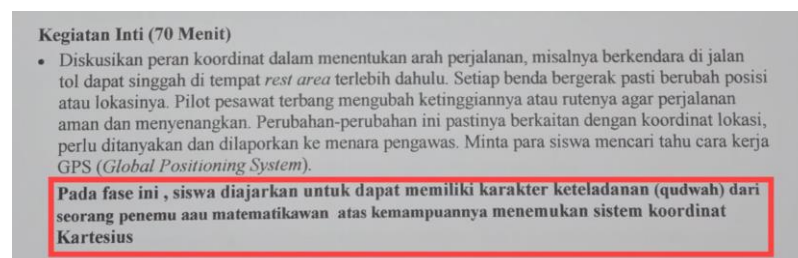 Kegiatan Inti (70 Menit)
• Diskusikan peran koordinat dalam menentukan arah perjalanan, misalnya berkendara di jalan
tol dapat singgah di tempat rest area terlebih dahulu. Setiap benda bergerak pasti berubah posisi
atau lokasinya. Pilot pesawat terbang mengubah ketinggiannya atau rutenya agar perjalanan
aman dan menyenangkan. Perubahan-perubahan ini pastinya berkaitan dengan koordinat lokasi,
perlu ditanyakan dan dilaporkan ke menara pengawas. Minta para siswa mencari tahu cara kerja
GPS (Global Positioning System).
Pada fase ini , siswa diajarkan untuk dapat memiliki karakter keteladanan (qudwah) dari
seorang penemu aau matematikawan atas kemampuannya menemukan sistem koordinat
Kartesius